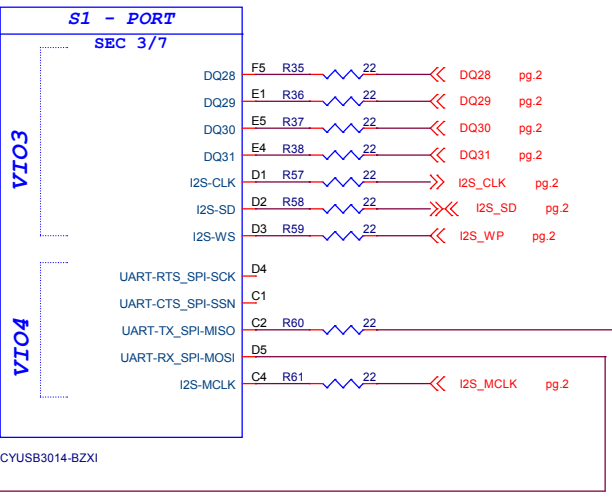 S1 - PORT
SEC 3/7
VIO3
DQ28 F5 R35 22 DQ28 pg.2
DQ29 E1 R36 22 DQ29 pg.2
DQ30 E5 R37 22 DQ30 pg.2
DQ31 E4 R38 22 DQ31 pg.2
I2S-CLK D1 R57 22 I2S_CLK pg.2
I2S-SD D2 R58 22 I2S_SD pg.2
I2S-WS D3 R59 22 I2S_WP pg.2
VIO4
UART-RTS_SPI-SCK D4
UART-CTS_SPI-SSN C1
UART-TX_SPI-MISO C2 R60 22
UART-RX_SPI-MOSI D5
I2S-MCLK C4 R61 22 I2S_MCLK pg.2
CYUSB3014-BZXI